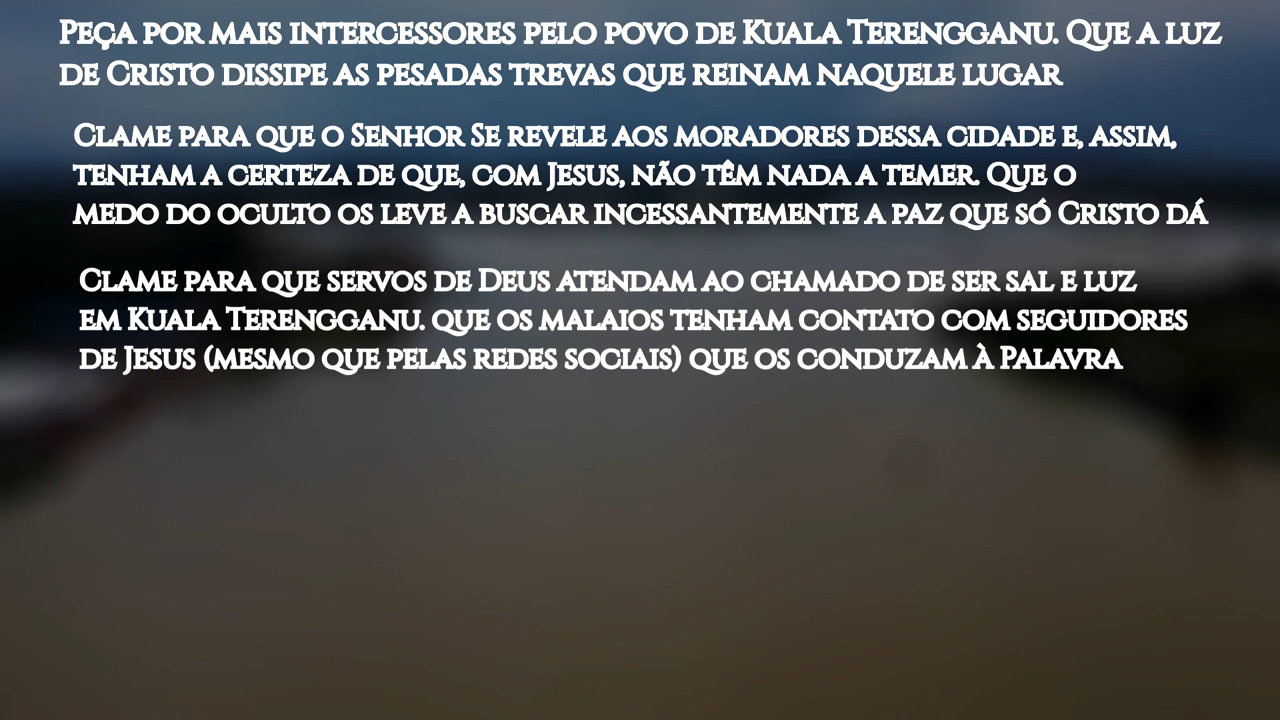 Peça por mais intercessores pelo povo de Kuala Terengganu. Que a luz
de Cristo dissipe as pesadas trevas que reinam naquele lugar
Clame para que o Senhor Se revele aos moradores dessa cidade e, assim,
tenham a certeza de que, com Jesus, não têm nada a temer. Que o
medo do oculto os leve a buscar incessantemente a paz que só Cristo dá
Clame para que servos de Deus atendam ao chamado de ser sal e luz
em Kuala Terengganu. que os malaios tenham contato com seguidores
de Jesus (mesmo que pelas redes sociais) que os conduzam à Palavra